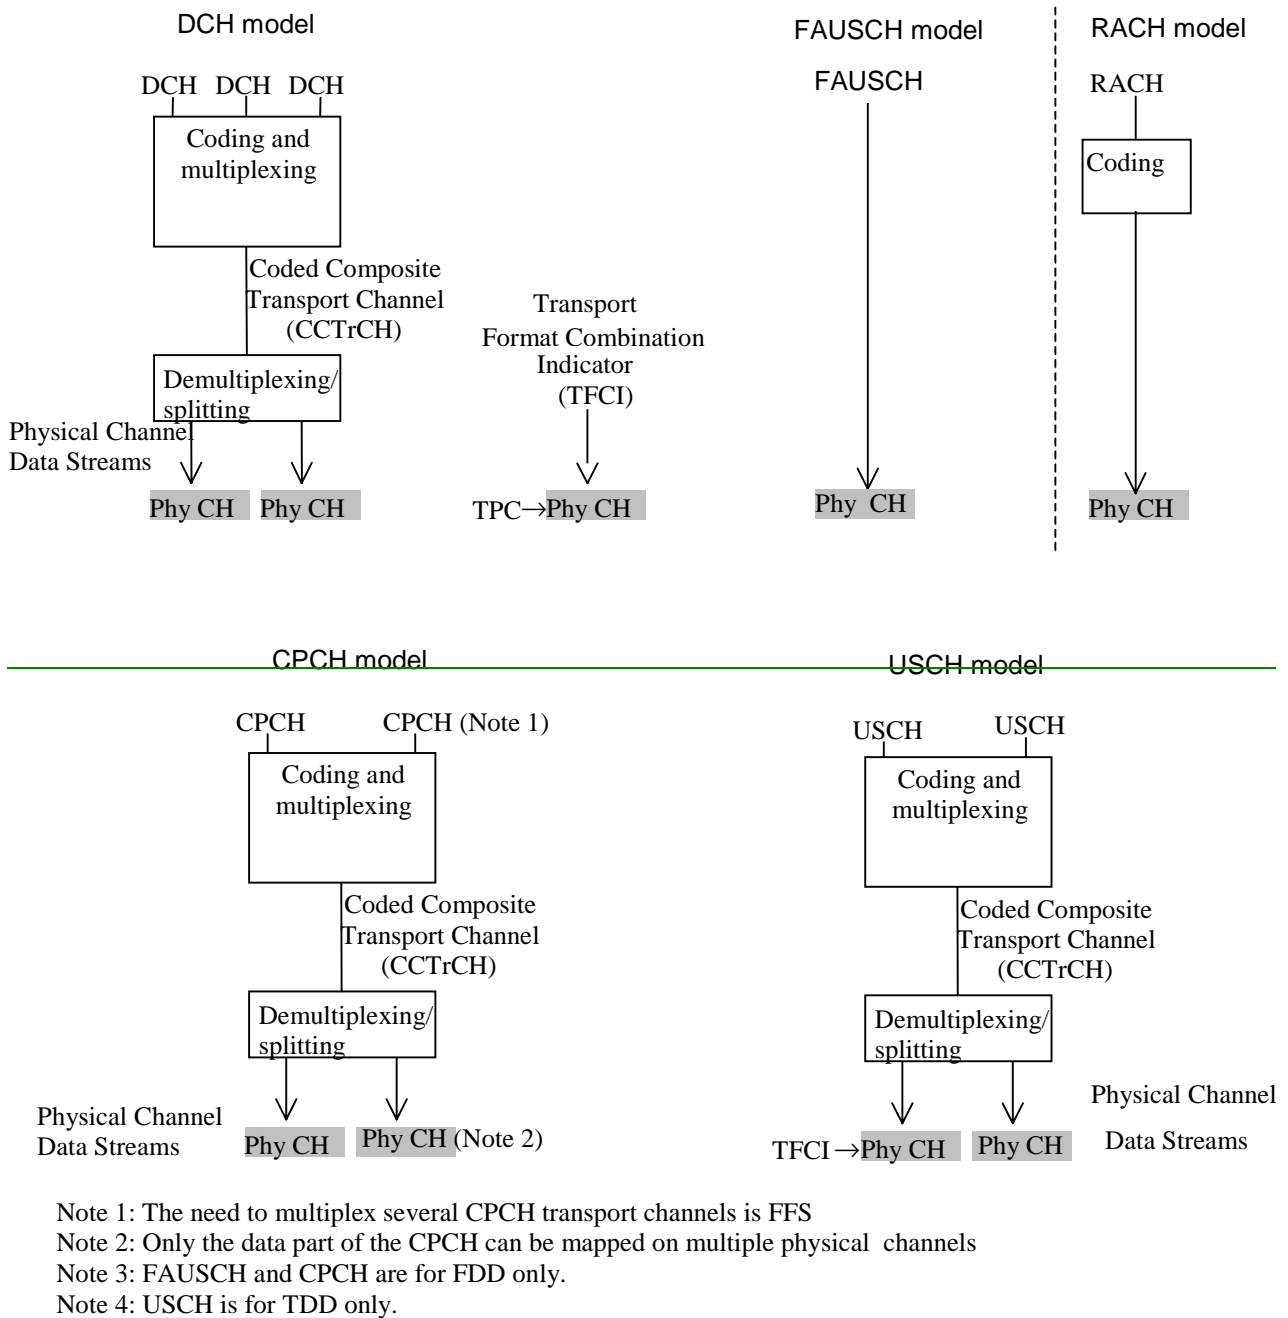 DCH model
FAUSCH model
RACH model
DCH DCH DCH
FAUSCH
RACH
Coding and
multiplexing
Coding
Coded Composite
Transport Channel
(CCTrCH)
Transport
Format Combination
Indicator
(TFCI)
Demultiplexing/
splitting
Physical Channel
Data Streams
Phy CH Phy CH
TPC→Phy CH
Phy CH
Phy CH
CPCH model
USCH model
CPCH
CPCH (Note 1)
USCH
USCH
Coding and
multiplexing
Coding and
multiplexing
Coded Composite
Transport Channel
(CCTrCH)
Coded Composite
Transport Channel
(CCTrCH)
Demultiplexing/
splitting
Demultiplexing/
splitting
Physical Channel
Data Streams
Phy CH
Phy CH (Note 2)
TFCI→Phy CH
Phy CH
Physical Channel
Data Streams
Note 1: The need to multiplex several CPCH transport channels is FFS
Note 2: Only the data part of the CPCH can be mapped on multiple physical channels
Note 3: FAUSCH and CPCH are for FDD only.
Note 4: USCH is for TDD only.